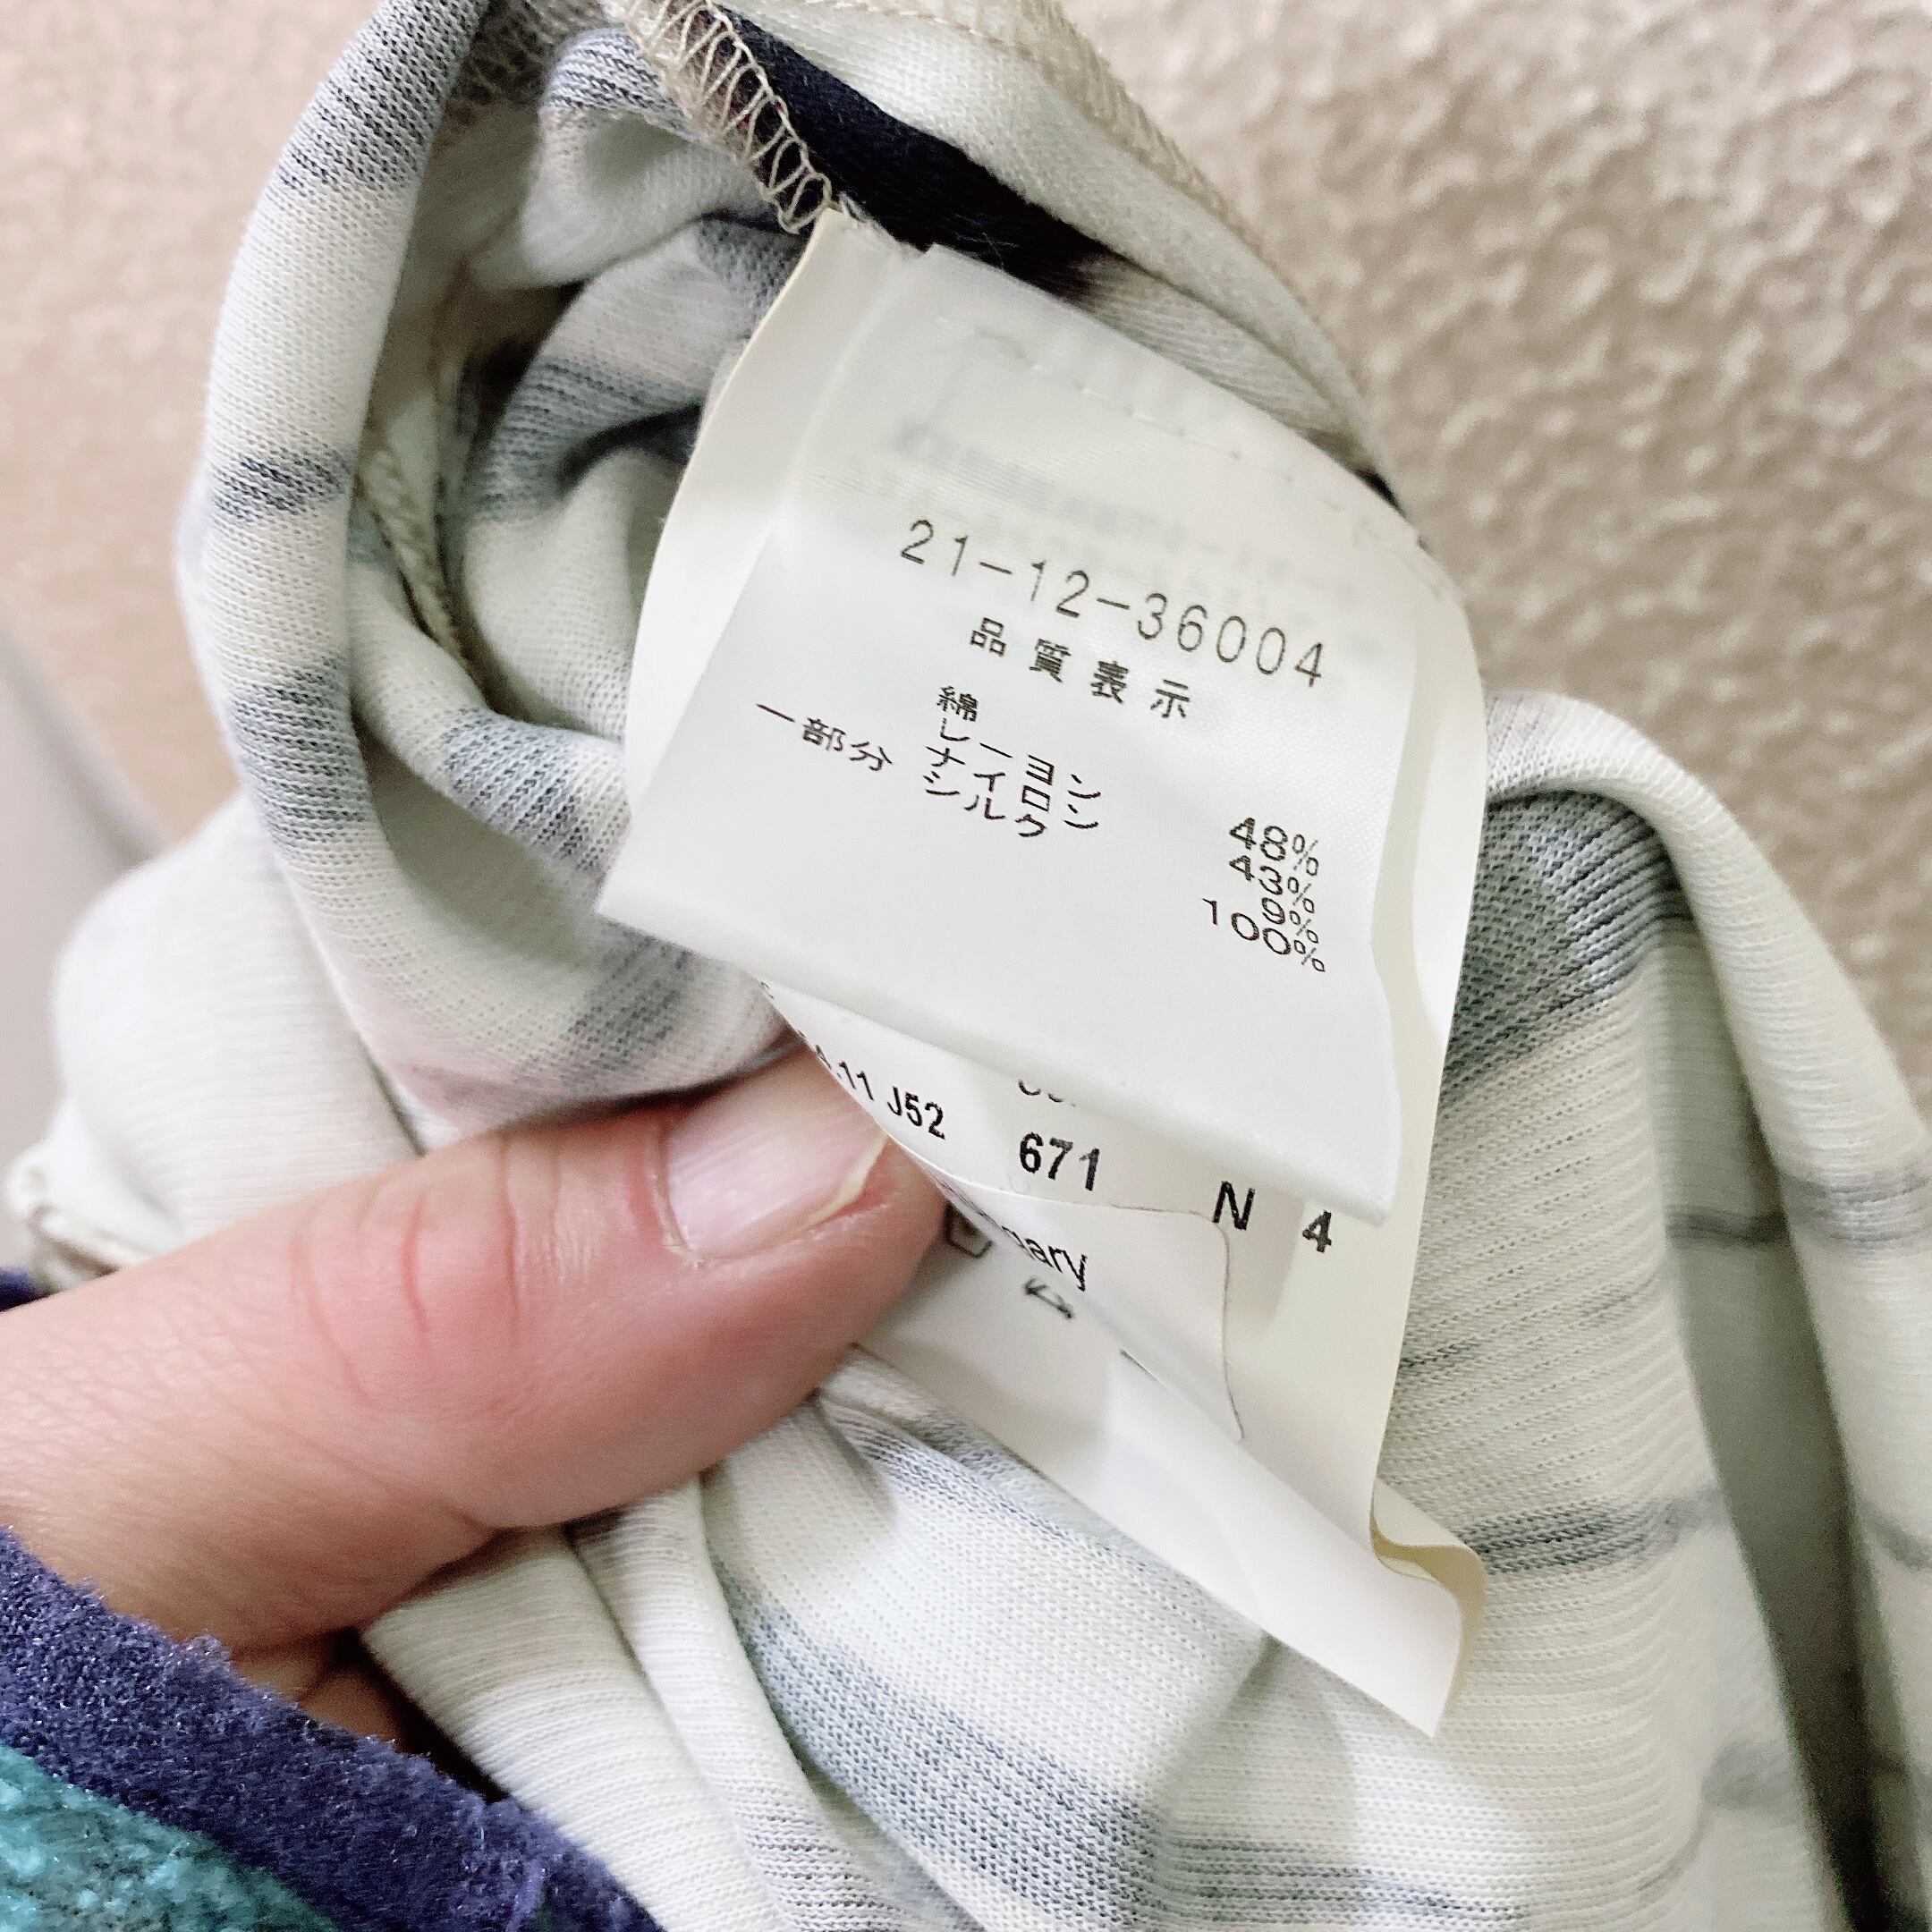 21-12-36004
品質表示
綿 48%
レーヨン 43%
ナイロン 9%
一部分 シルク 100%
11 J52 671 N 4